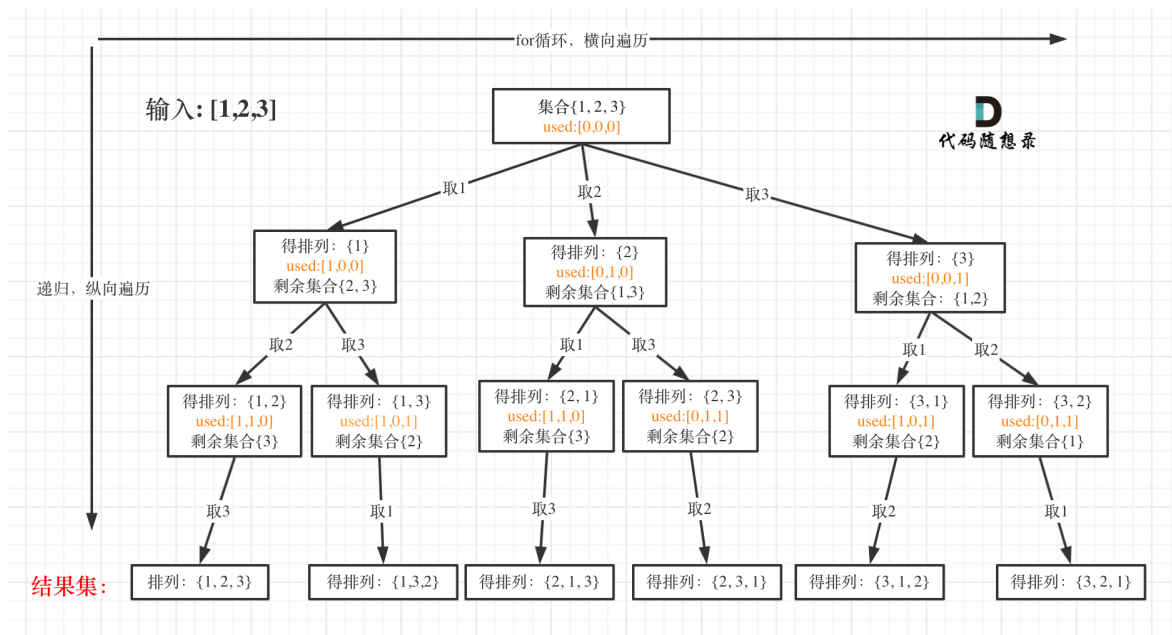 for循环，横向遍历
输入: [1,2,3]
集合{1, 2, 3}
used:[0,0,0]
代码随想录
取1
取2
取3
递归，纵向遍历
得排列：{1}
used:[1,0,0]
剩余集合{2, 3}
得排列：{2}
used:[0,1,0]
剩余集合{1,3}
得排列：{3}
used:[0,0,1]
剩余集合：{1,2}
取2
取3
取1
取3
取1
取2
得排列：{1, 2}
used:[1,1,0]
剩余集合{3}
得排列：{1, 3}
used:[1,0,1]
剩余集合{2}
得排列：{2, 1}
used:[1,1,0]
剩余集合{3}
得排列：{2, 3}
used:[0,1,1]
剩余集合{2}
得排列：{3, 1}
used:[1,0,1]
剩余集合{2}
得排列：{3, 2}
used:[0,1,1]
剩余集合{1}
取3
取1
取3
取2
取2
取1
结果集：
排列：{1, 2, 3}
得排列：{1,3,2}
得排列：{2, 1, 3}
得排列：{2, 3, 1}
得排列：{3, 1, 2}
得排列：{3, 2, 1}